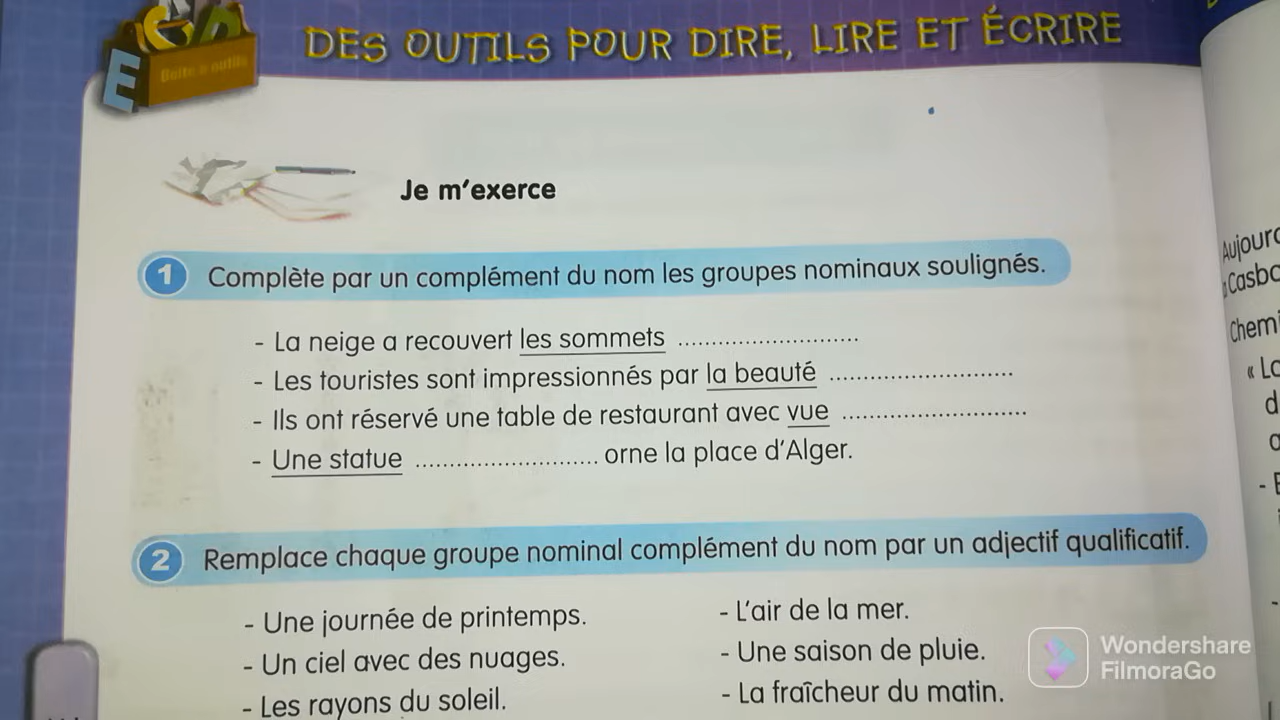 DES OUTILS POUR DIRE, LIRE ET ÉCRIRE
E
Boîte à outils
Je m'exerce
1 Complète par un complément du nom les groupes nominaux soulignés.
- La neige a recouvert les sommets ...........................
- Les touristes sont impressionnés par la beauté ...........................
- Ils ont réservé une table de restaurant avec vue ...........................
- Une statue ........................... orne la place d'Alger.
2 Remplace chaque groupe nominal complément du nom par un adjectif qualificatif.
- Une journée de printemps.
- Un ciel avec des nuages.
- Les rayons du soleil.
- L'air de la mer.
- Une saison de pluie.
- La fraîcheur du matin.
Wondershare
FilmoraGo
Chemi
« Lo
d